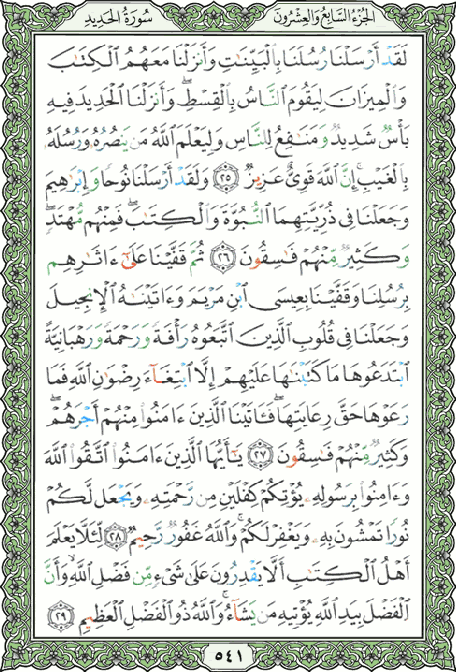 سُورَةُ الحَدِيدِ الجُزْءُ السَّابِعُ وَالعِشْرُونَ
لَقَدْ أَرْسَلْنَا رُسُلَنَا بِالْبَيِّنَٰتِ وَأَنزَلْنَا مَعَهُمُ الْكِتَٰبَ
وَالْمِيزَانَ لِيَقُومَ النَّاسُ بِالْقِسْطِ ۖ وَأَنزَلْنَا الْحَدِيدَ فِيهِ
بَأْسٌ شَدِيدٌ وَمَنَٰفِعُ لِلنَّاسِ وَلِيَعْلَمَ اللَّهُ مَن يَنصُرُهُۥ وَرُسُلَهُۥ
بِالْغَيْبِ ۚ إِنَّ اللَّهَ قَوِىٌّ عَزِيزٌ ٢٥ وَلَقَدْ أَرْسَلْنَا نُوحًا وَإِبْرَٰهِيمَ
وَجَعَلْنَا فِى ذُرِّيَّتِهِمَا النُّبُوَّةَ وَالْكِتَٰبَ ۖ فَمِنْهُم مُّهْتَدٍ ۖ
وَكَثِيرٌ مِّنْهُمْ فَٰسِقُونَ ٢٦ ثُمَّ قَفَّيْنَا عَلَىٰٓ ءَاثَٰرِهِم
بِرُسُلِنَا وَقَفَّيْنَا بِعِيسَى ابْنِ مَرْيَمَ وَءَاتَيْنَٰهُ الْإِنجِيلَ
وَجَعَلْنَا فِى قُلُوبِ الَّذِينَ اتَّبَعُوهُ رَأْفَةً وَرَحْمَةً وَرَهْبَانِيَّةً
ابْتَدَعُوهَا مَا كَتَبْنَٰهَا عَلَيْهِمْ إِلَّا ابْتِغَآءَ رِضْوَٰنِ اللَّهِ فَمَا
رَعَوْهَا حَقَّ رِعَايَتِهَا ۖ فَـَٔاتَيْنَا الَّذِينَ ءَامَنُوا۟ مِنْهُمْ أَجْرَهُمْ ۖ
وَكَثِيرٌ مِّنْهُمْ فَٰسِقُونَ ٢٧ يَٰٓأَيُّهَا الَّذِينَ ءَامَنُوا۟ اتَّقُوا۟ اللَّهَ
وَءَامِنُوا۟ بِرَسُولِهِۦ يُؤْتِكُمْ كِفْلَيْنِ مِن رَّحْمَتِهِۦ وَيَجْعَل لَّكُمْ
نُورًا تَمْشُونَ بِهِۦ وَيَغْفِرْ لَكُمْ ۚ وَاللَّهُ غَفُورٌ رَّحِيمٌ ٢٨ لِّئَلَّا يَعْلَمَ
أَهْلُ الْكِتَٰبِ أَلَّا يَقْدِرُونَ عَلَىٰ شَىْءٍ مِّن فَضْلِ اللَّهِ ۙ وَأَنَّ
الْفَضْلَ بِيَدِ اللَّهِ يُؤْتِيهِ مَن يَشَآءُ ۚ وَاللَّهُ ذُو الْفَضْلِ الْعَظِيمِ ٢٩
٥٤١